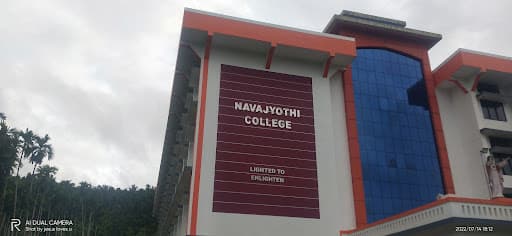 NAVAJYOTHI
COLLEGE
LIGHTED TO
ENLIGHTEN
R
AI DUAL CAMERA
Shot by jesus loves u
2022/07/14 18:12